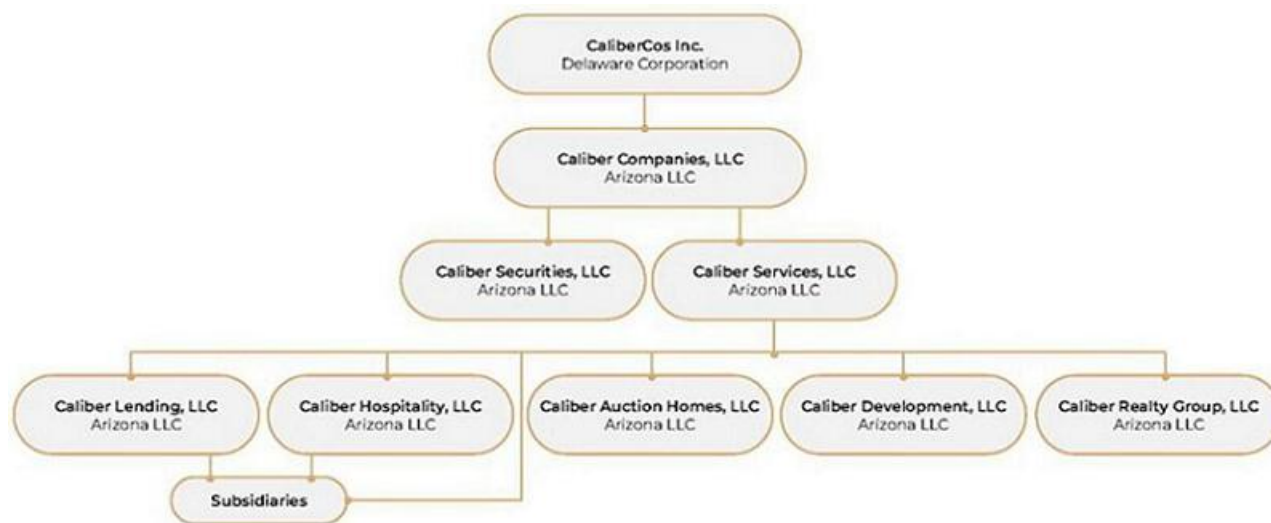 CaliberCos Inc.
Delaware Corporation
Caliber Companies, LLC
Arizona LLC
Caliber Securities, LLC
Arizona LLC
Caliber Services, LLC
Arizona LLC
Caliber Lending, LLC
Arizona LLC
Caliber Hospitality, LLC
Arizona LLC
Caliber Auction Homes, LLC
Arizona LLC
Caliber Development, LLC
Arizona LLC
Caliber Realty Group, LLC
Arizona LLC
Subsidiaries